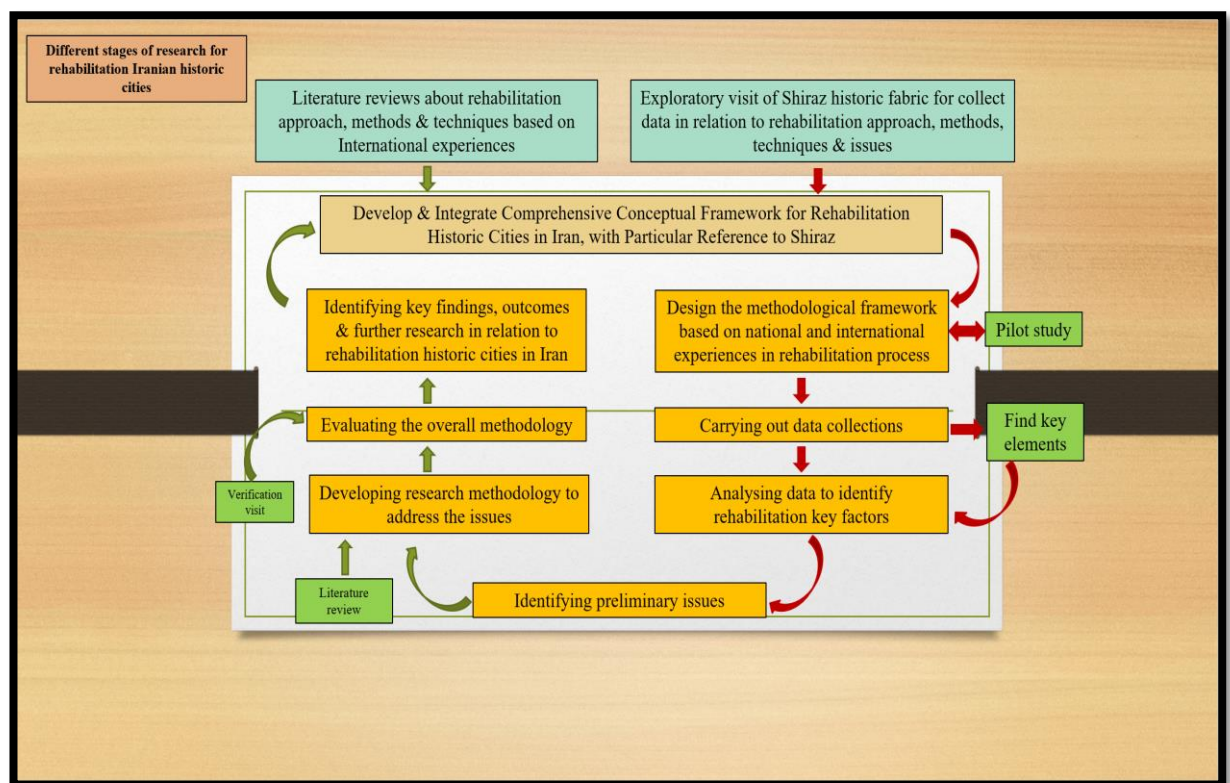 Different stages of research for
rehabilitation Iranian historic
cities
Literature reviews about rehabilitation
approach, methods & techniques based on
International experiences
Exploratory visit of Shiraz historic fabric for collect
data in relation to rehabilitation approach, methods,
techniques & issues
Develop & Integrate Comprehensive Conceptual Framework for Rehabilitation
Historic Cities in Iran, with Particular Reference to Shiraz
Identifying key findings, outcomes
& further research in relation to
rehabilitation historic cities in Iran
Design the methodological framework
based on national and international
experiences in rehabilitation process
Pilot study
Evaluating the overall methodology
Carrying out data collections
Find key
elements
Verification
visit
Developing research methodology to
address the issues
Analysing data to identify
rehabilitation key factors
Literature
review
Identifying preliminary issues